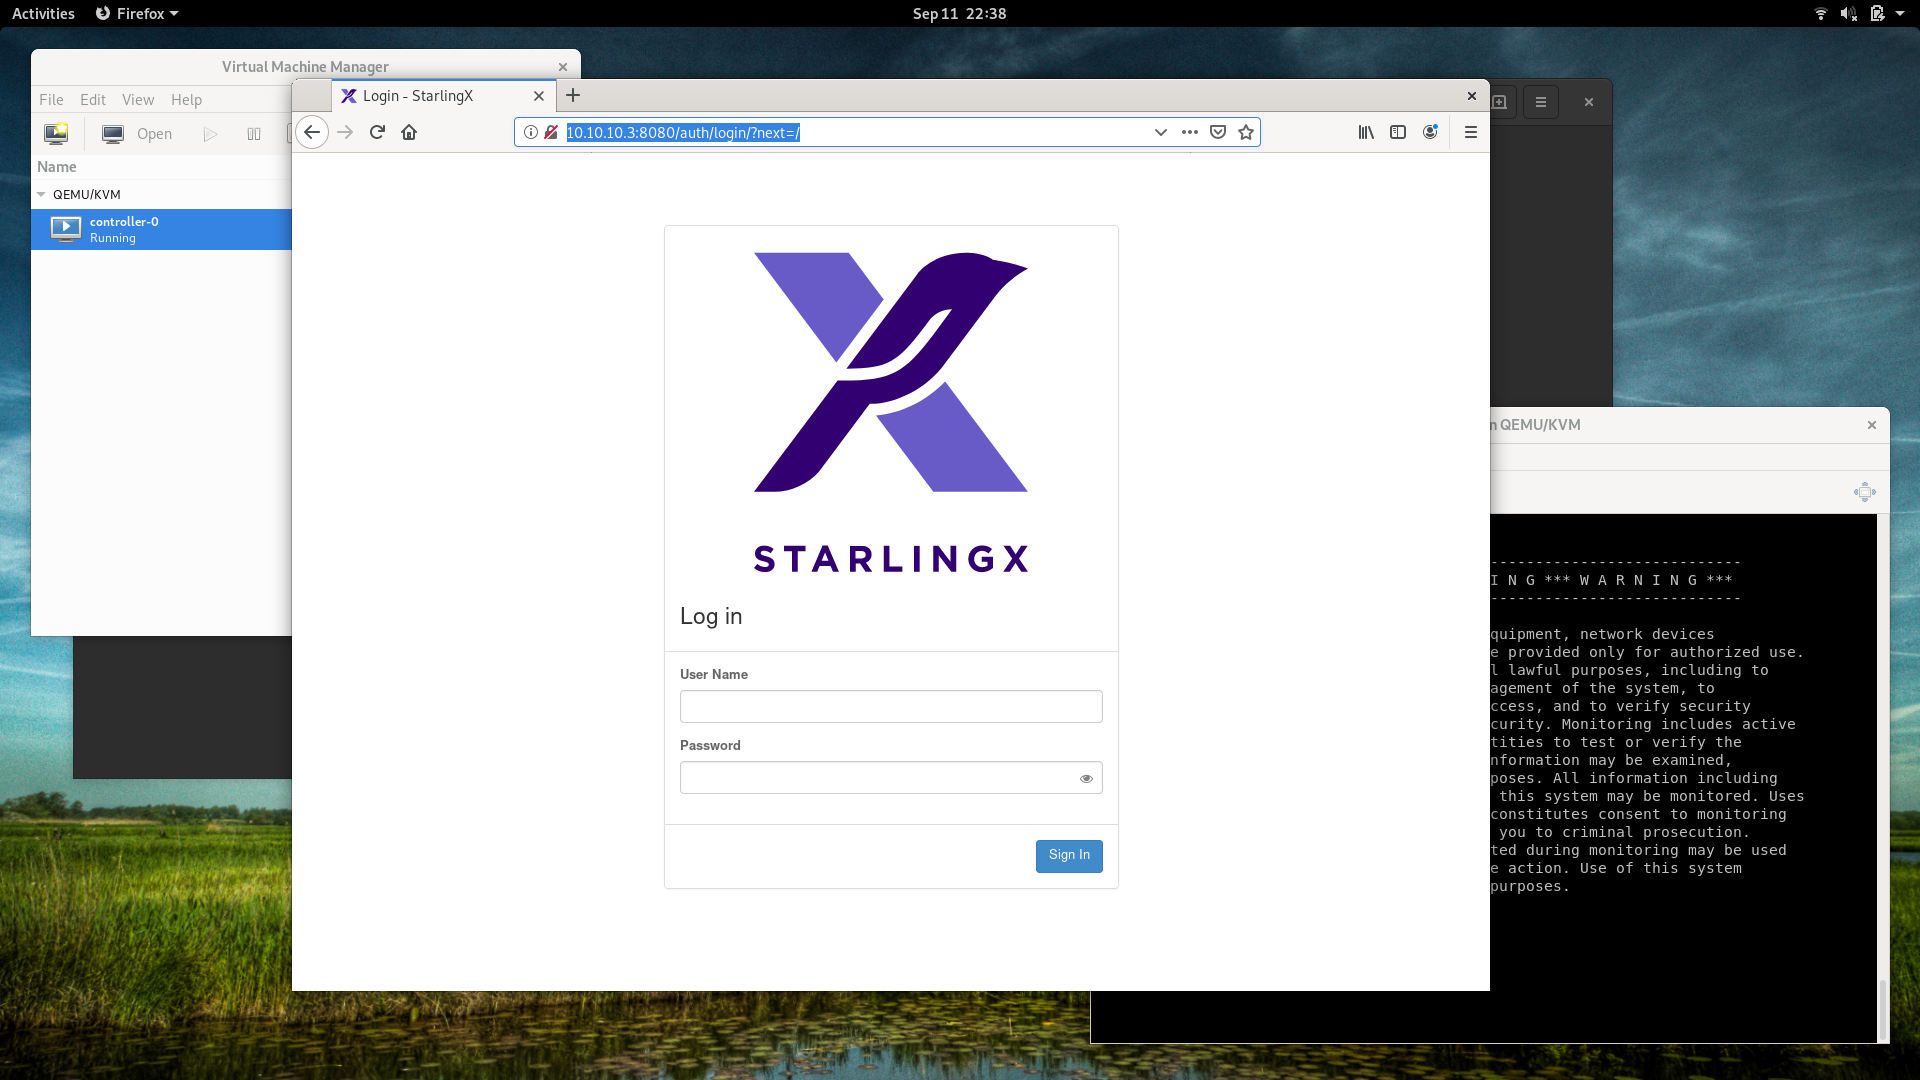 Activities
Firefox
Sep 11 22:38
Virtual Machine Manager
File Edit View Help
Open
Name
QEMU/KVM
controller-0
Running
Login - StarlingX
10.10.10.3:8080/auth/login/?next=/
STARLINGX
Log in
User Name
Password
Sign In
n QEMU/KVM
----------------------------
I N G *** W A R N I N G ***
----------------------------
quipment, network devices
e provided only for authorized use.
l lawful purposes, including to
agement of the system, to
ccess, and to verify security
curity. Monitoring includes active
tities to test or verify the
nformation may be examined,
poses. All information including
this system may be monitored. Uses
constitutes consent to monitoring
you to criminal prosecution.
ted during monitoring may be used
e action. Use of this system
purposes.